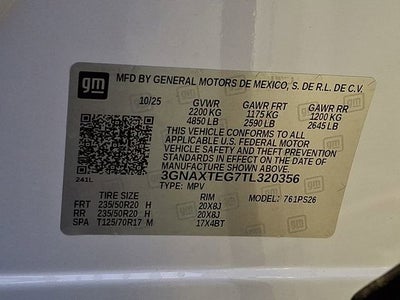 gm
MFD BY GENERAL MOTORS DE MEXICO, S. DE R.L. DE C.V.
10/25 GVWR GAWR FRT GAWR RR
2200 KG 1175 KG 1200 KG
4850 LB 2590 LB 2645 LB
THIS VEHICLE CONFORMS TO ALL
APPLICABLE U.S. FEDERAL MOTOR
VEHICLE SAFETY AND THEFT PREVENTION
STANDARDS IN EFFECT ON THE DATE OF
MANUFACTURE SHOWN ABOVE.
241L 3GNAXTEG7TL320356
TYPE: MPV
TIRE SIZE RIM MODEL: 761PS26
FRT 235/50R20 H 20X8J
RR 235/50R20 H 20X8J
SPA T125/70R17 M 17X4BT